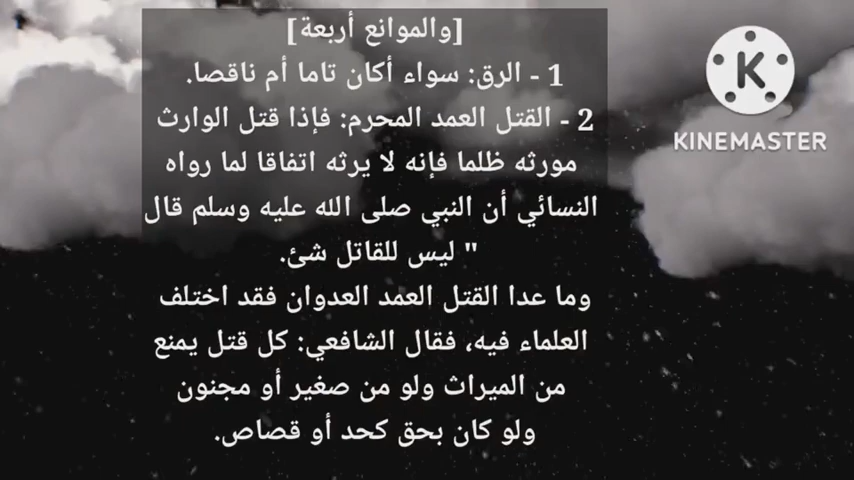 [والموانع أربعة]
1 - الرق: سواء أكان تاما أم ناقصا.
2 - القتل العمد المحرم: فإذا قتل الوارث
مورثه ظلما فإنه لا يرثه اتفاقا لما رواه
النسائي أن النبي صلى الله عليه وسلم قال
" ليس للقاتل شئ.
وما عدا القتل العمد العدوان فقد اختلف
العلماء فيه، فقال الشافعي: كل قتل يمنع
من الميراث ولو من صغير أو مجنون
ولو كان بحق كحد أو قصاص.
K
KINEMASTER